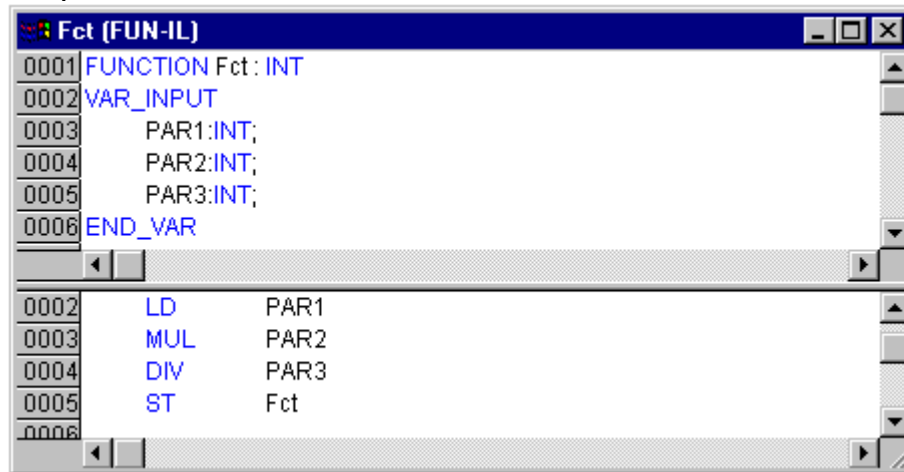 Fct (FUN-IL)
0001 FUNCTION Fct : INT
0002 VAR_INPUT
0003 PAR1:INT;
0004 PAR2:INT;
0005 PAR3:INT;
0006 END_VAR
0002 LD PAR1
0003 MUL PAR2
0004 DIV PAR3
0005 ST Fct
0006